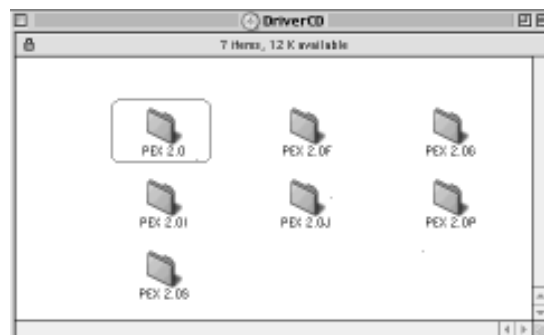 DriverCD
7 items, 12 K available
PEX 2.0 PEX 2.0F PEX 2.0G
PEX 2.0I PEX 2.0J PEX 2.0P
PEX 2.0S